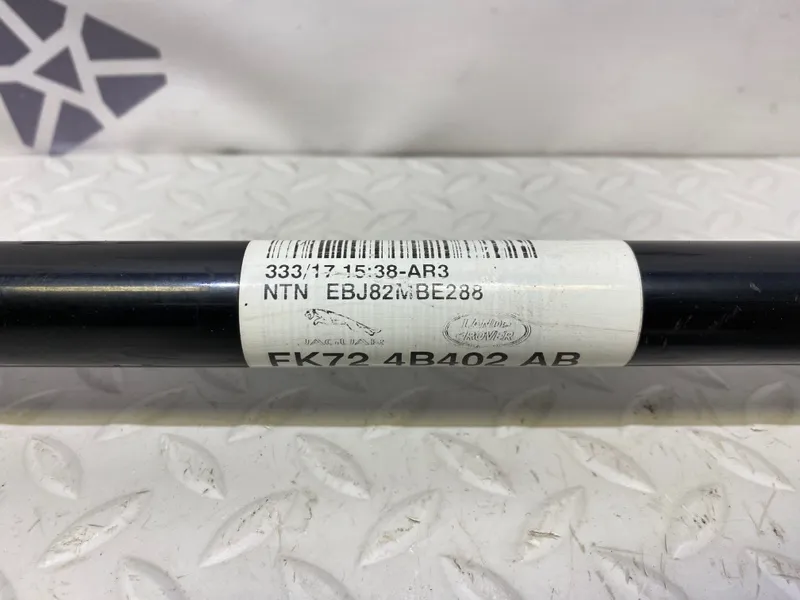 333/17 15:38-AR3
NTN EBJ82MBE288
JAGUAR LAND ROVER
FK72 4B402 AB